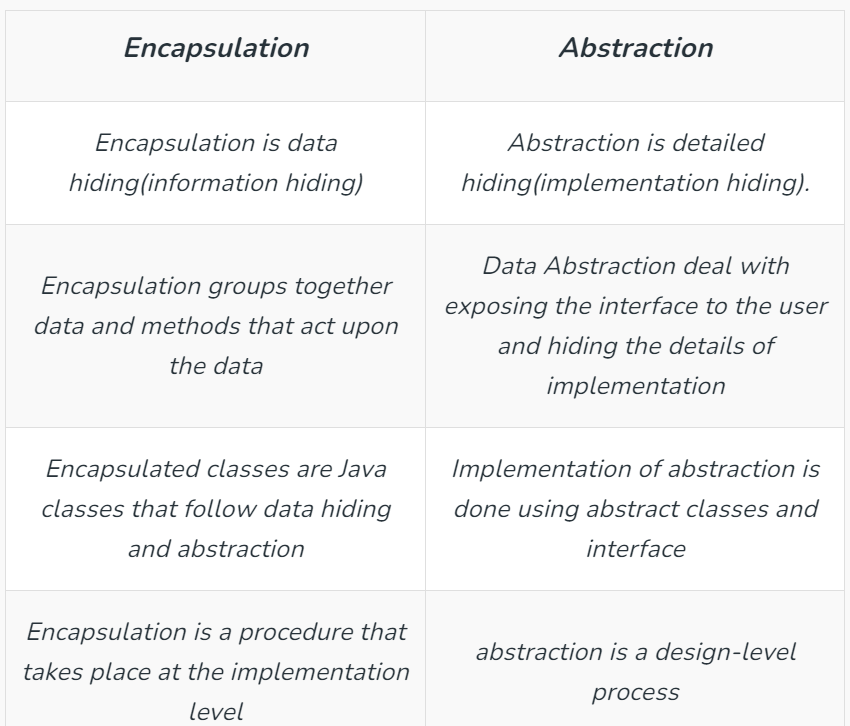 Encapsulation
Abstraction
Encapsulation is data
hiding(information hiding)
Abstraction is detailed
hiding(implementation hiding).
Encapsulation groups together
data and methods that act upon
the data
Data Abstraction deal with
exposing the interface to the user
and hiding the details of
implementation
Encapsulated classes are Java
classes that follow data hiding
and abstraction
Implementation of abstraction is
done using abstract classes and
interface
Encapsulation is a procedure that
takes place at the implementation
level
abstraction is a design-level
process